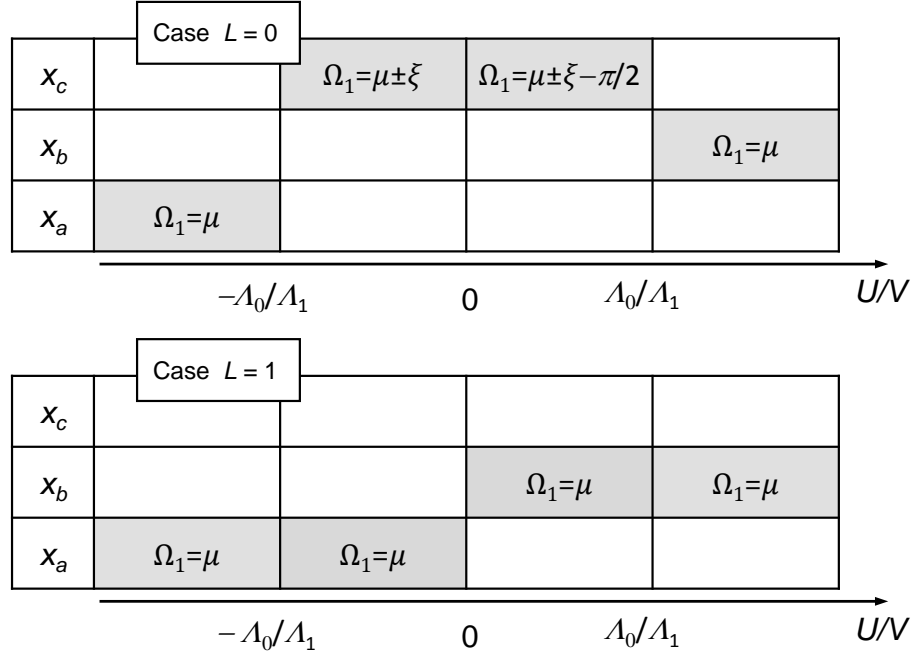 Case L = 0
x_c Ω₁=μ±ξ Ω₁=μ±ξ−π/2
x_b Ω₁=μ
x_a Ω₁=μ
−Λ₀/Λ₁ 0 Λ₀/Λ₁ U/V
Case L = 1
x_c
x_b Ω₁=μ Ω₁=μ
x_a Ω₁=μ Ω₁=μ
−Λ₀/Λ₁ 0 Λ₀/Λ₁ U/V